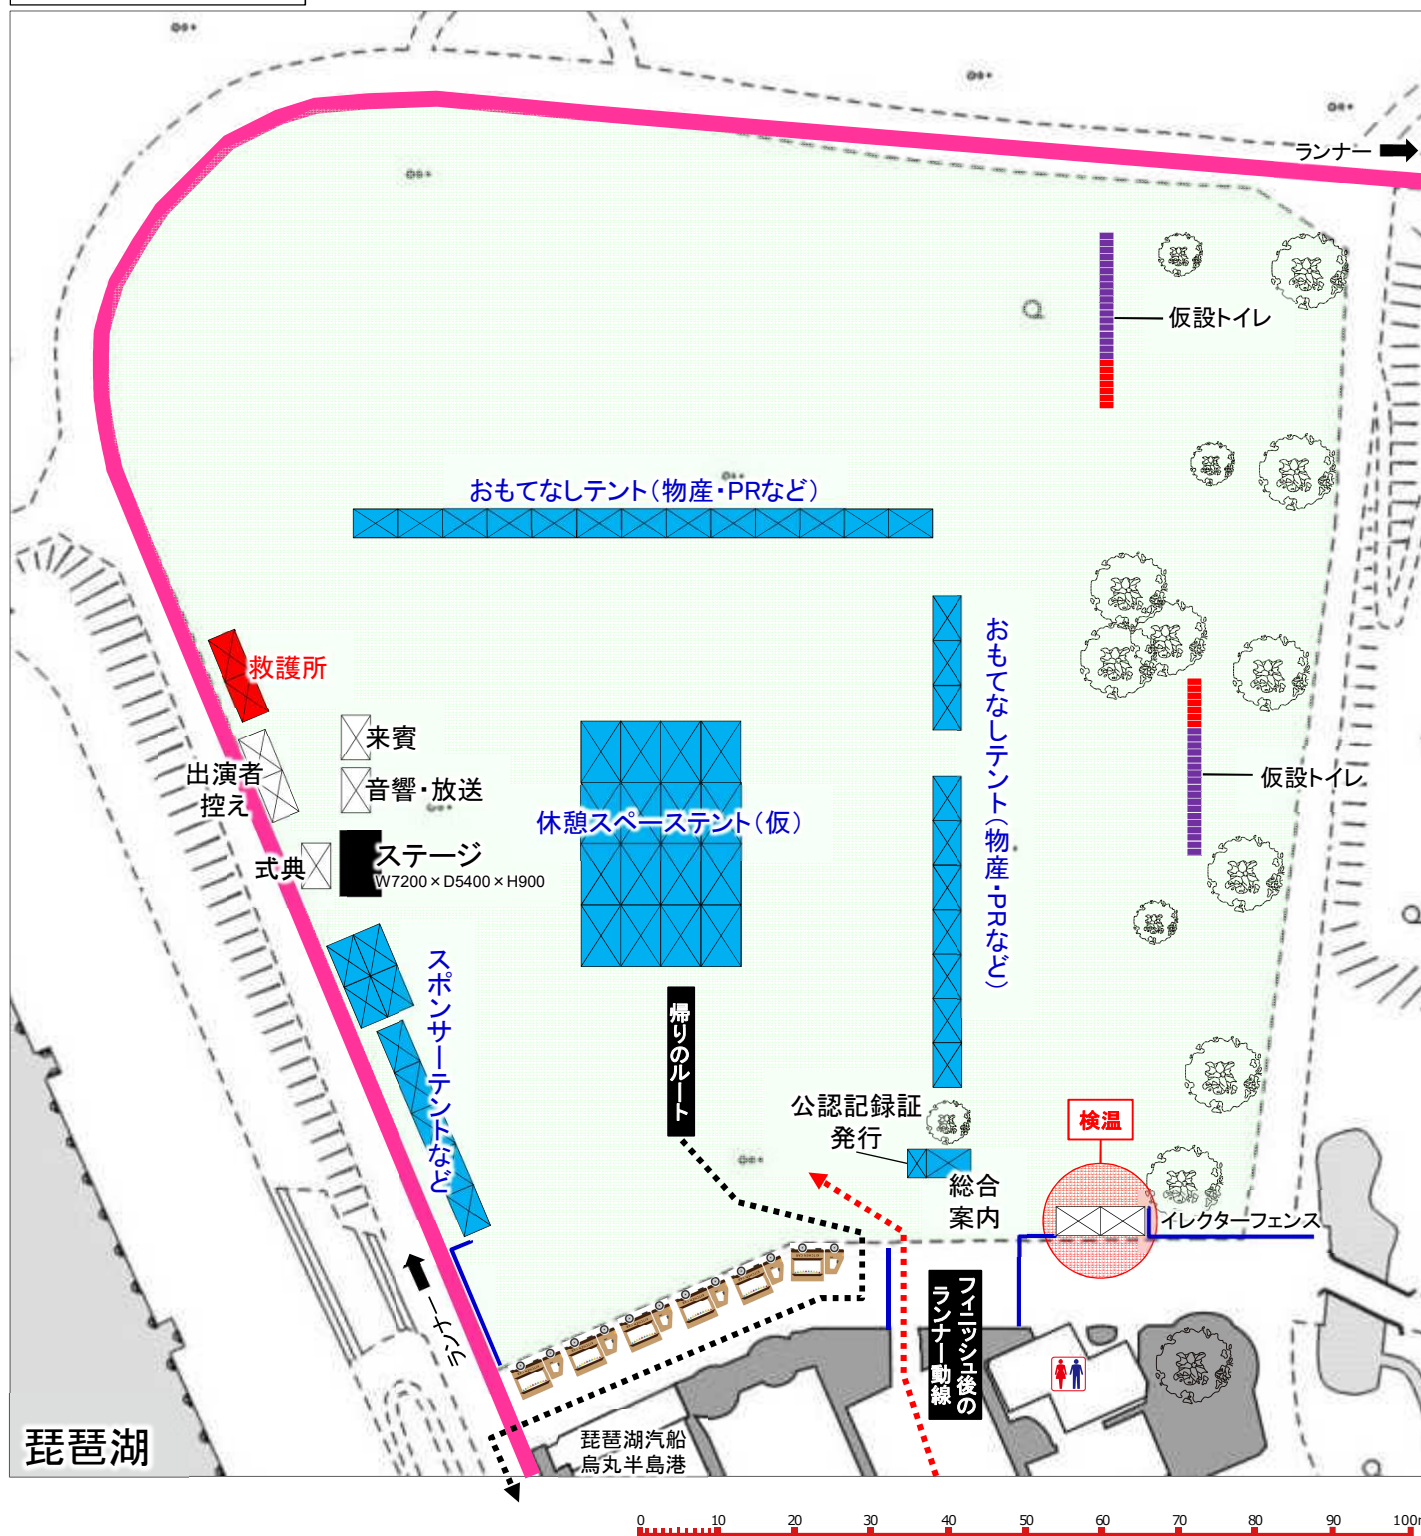 ランナー
仮設トイレ
おもてなしテント（物産・PRなど）
おもてなしテント（物産・PRなど）
救護所
来賓
出演者
控え
音響・放送
仮設トイレ
休憩スペーステント（仮）
式典
ステージ
W7200×D5400×H900
スポンサーテントなど
帰りのルート
公認記録証
発行
検温
総合
案内
イレクターフェンス
ランナー
フィニッシュ後の
ランナー動線
琵琶湖
琵琶湖汽船
烏丸半島港
0 10 20 30 40 50 60 70 80 90 100